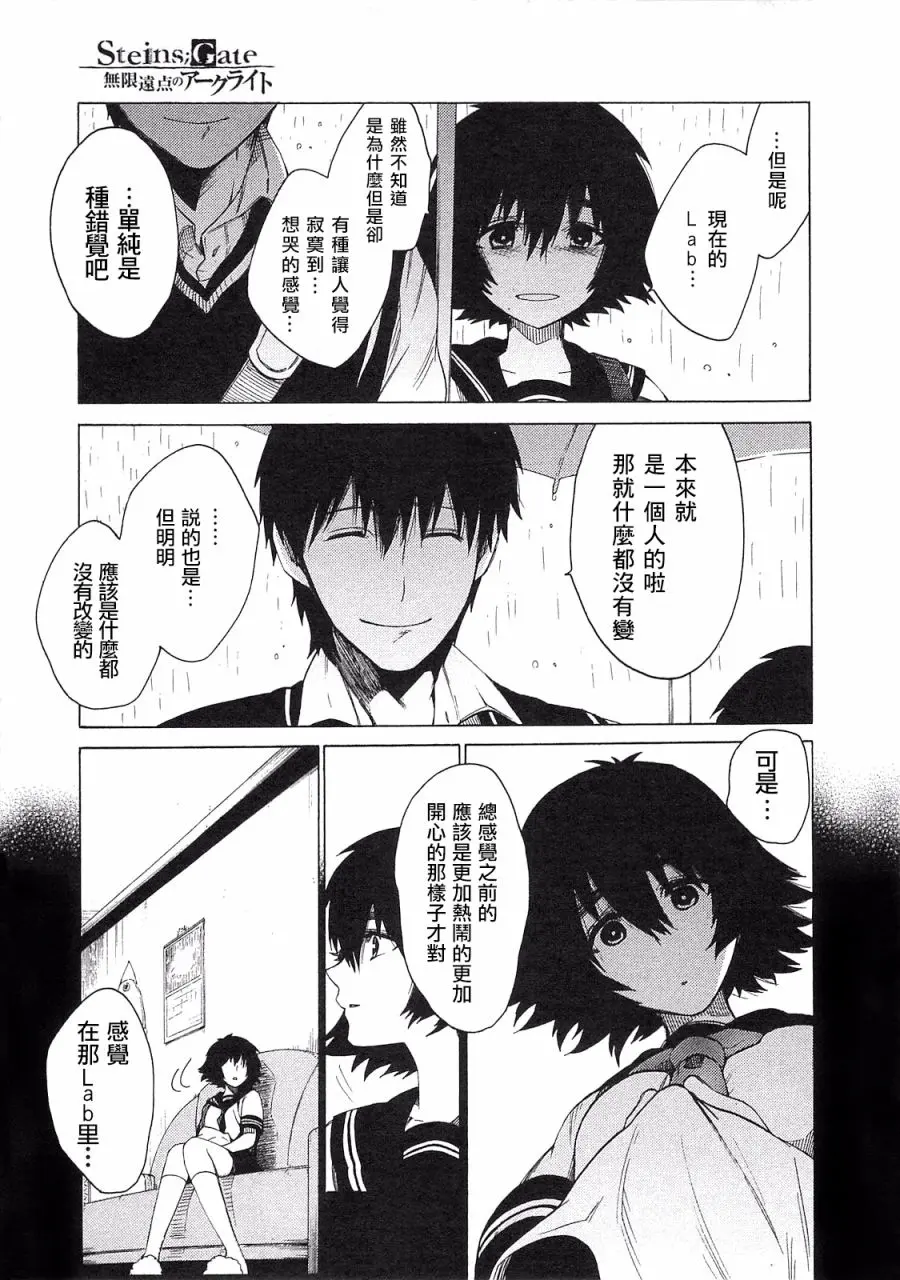 Steins;Gate
無限遠点のアークライト
…但是呢
現在的
Lab…
雖然不知道
是為什麼但是卻
有種讓人覺得
寂寞到…
想哭的感覺…
…單純是
種錯覺吧
本來就
是一個人的啦
那就什麼都沒有變
……
說的也是…
但明明
應該是什麼都
沒有改變的
可是…
總感覺之前的
應該是更加熱鬧的更加
開心的那樣子才對
感覺
在那Lab里…